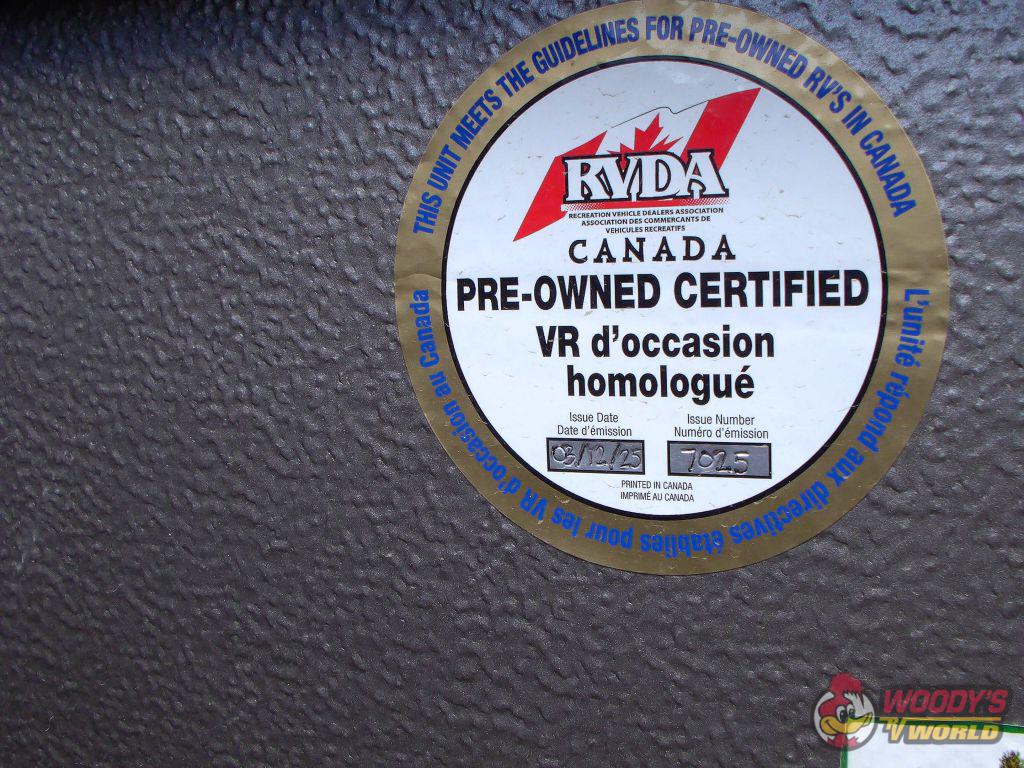 THIS UNIT MEETS THE GUIDELINES FOR PRE-OWNED RV'S IN CANADA
RVDA
RECREATION VEHICLE DEALERS ASSOCIATION
ASSOCIATION DES COMMERCANTS DE
VEHICULES RECREATIFS
CANADA
PRE-OWNED CERTIFIED
VR d'occasion
homologué
Issue Date
Date d'émission
03/12/25
Issue Number
Numéro d'émission
7025
PRINTED IN CANADA
IMPRIMÉ AU CANADA
L'unité répond aux directives établies pour les VR d'occasion au Canada
WOODY'S
RV WORLD